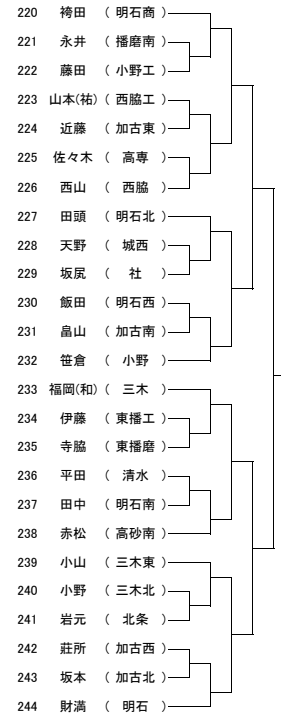 220 袴田 ( 明石商 )
221 永井 ( 播磨南 )
222 藤田 ( 小野工 )
223 山本(祐) ( 西脇工 )
224 近藤 ( 加古東 )
225 佐々木 ( 高専 )
226 西山 ( 西脇 )
227 田頭 ( 明石北 )
228 天野 ( 城西 )
229 坂尻 ( 社 )
230 飯田 ( 明石西 )
231 畠山 ( 加古南 )
232 笹倉 ( 小野 )
233 福岡(和) ( 三木 )
234 伊藤 ( 東播工 )
235 寺脇 ( 東播磨 )
236 平田 ( 清水 )
237 田中 ( 明石南 )
238 赤松 ( 高砂南 )
239 小山 ( 三木東 )
240 小野 ( 三木北 )
241 岩元 ( 北条 )
242 莊所 ( 加古西 )
243 坂本 ( 加古北 )
244 財満 ( 明石 )